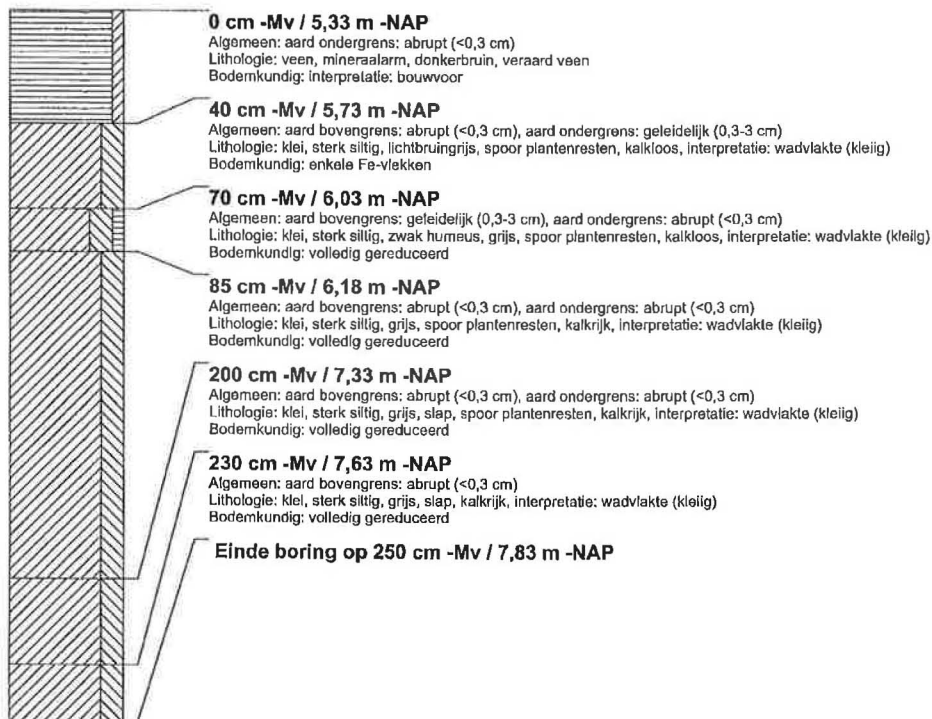 0 cm -Mv / 5,33 m -NAP
Algemeen: aard ondergrens: abrupt (<0,3 cm)
Lithologie: veen, mineraalarm, donkerbruin, veraard veen
Bodemkundig: interpretatie: bouwvoor
40 cm -Mv / 5,73 m -NAP
Algemeen: aard bovengrens: abrupt (<0,3 cm), aard ondergrens: geleidelijk (0,3-3 cm)
Lithologie: klei, sterk siltig, lichtbruingrijs, spoor plantenresten, kalkloos, interpretatie: wadvlakte (kleiig)
Bodemkundig: enkele Fe-vlekken
70 cm -Mv / 6,03 m -NAP
Algemeen: aard bovengrens: geleidelijk (0,3-3 cm), aard ondergrens: abrupt (<0,3 cm)
Lithologie: klei, sterk siltig, zwak humeus, grijs, spoor plantenresten, kalkloos, interpretatie: wadvlakte (kleiig)
Bodemkundig: volledig gereduceerd
85 cm -Mv / 6,18 m -NAP
Algemeen: aard bovengrens: abrupt (<0,3 cm), aard ondergrens: abrupt (<0,3 cm)
Lithologie: klei, sterk siltig, grijs, spoor plantenresten, kalkrijk, interpretatie: wadvlakte (kleiig)
Bodemkundig: volledig gereduceerd
200 cm -Mv / 7,33 m -NAP
Algemeen: aard bovengrens: abrupt (<0,3 cm), aard ondergrens: abrupt (<0,3 cm)
Lithologie: klei, sterk siltig, grijs, slap, spoor plantenresten, kalkrijk, interpretatie: wadvlakte (kleiig)
Bodemkundig: volledig gereduceerd
230 cm -Mv / 7,63 m -NAP
Algemeen: aard bovengrens: abrupt (<0,3 cm)
Lithologie: klei, sterk siltig, grijs, slap, kalkrijk, interpretatie: wadvlakte (kleiig)
Bodemkundig: volledig gereduceerd
Einde boring op 250 cm -Mv / 7,83 m -NAP